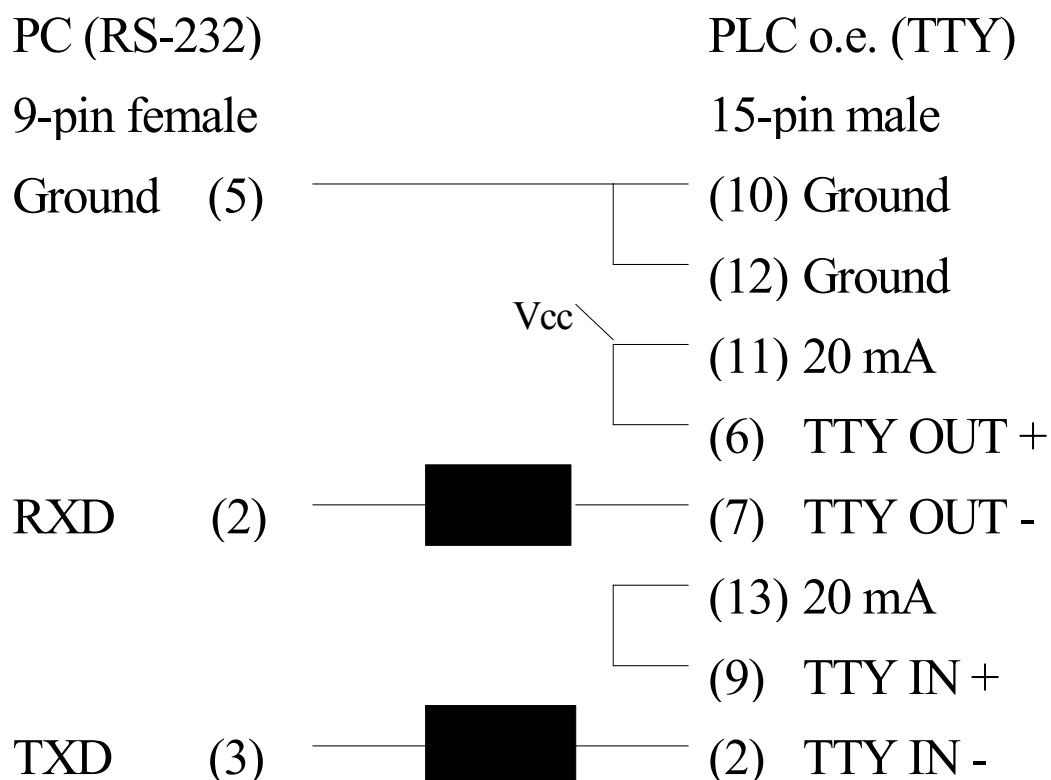 PC (RS-232) PLC o.e. (TTY)
9-pin female 15-pin male
Ground (5) (10) Ground
(12) Ground
Vcc
(11) 20 mA
(6) TTY OUT +
RXD (2) (7) TTY OUT -
(13) 20 mA
(9) TTY IN +
TXD (3) (2) TTY IN -